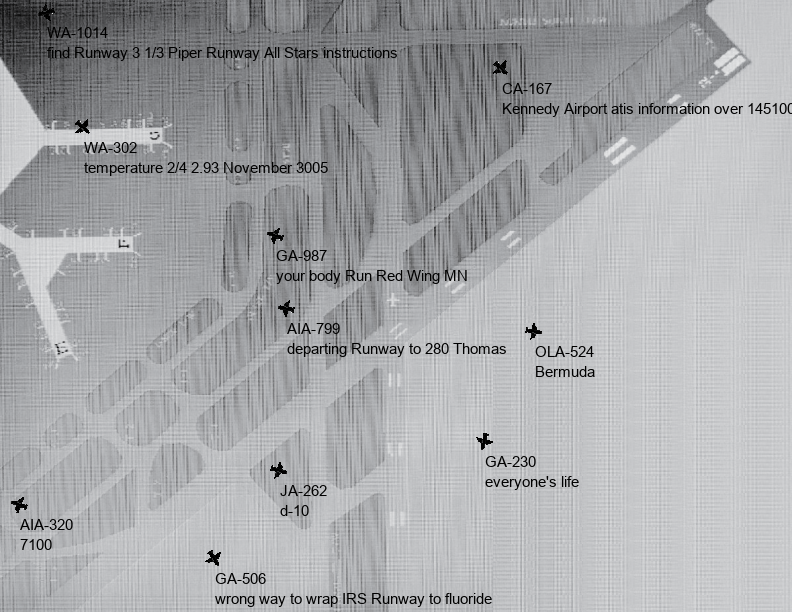 WA-1014
find Runway 3 1/3 Piper Runway All Stars instructions
CA-167
Kennedy Airport atis information over 145100
WA-302
temperature 2/4 2.93 November 3005
GA-987
your body Run Red Wing MN
AIA-799
departing Runway to 280 Thomas
OLA-524
Bermuda
GA-230
everyone's life
JA-262
d-10
AIA-320
7100
GA-506
wrong way to wrap IRS Runway to fluoride